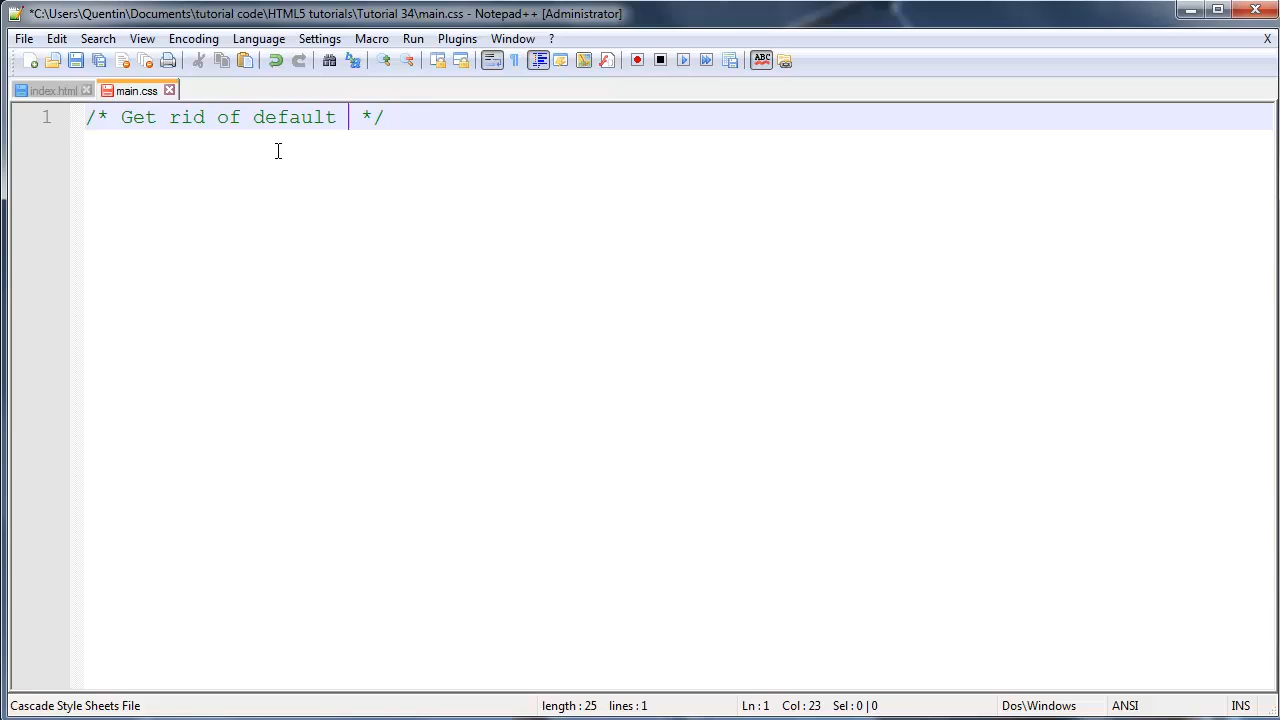 *C:\Users\Quentin\Documents\tutorial code\HTML5 tutorials\Tutorial 34\main.css - Notepad++ [Administrator]
File Edit Search View Encoding Language Settings Macro Run Plugins Window ? X
ABC
index.html main.css
1 /* Get rid of default */
Cascade Style Sheets File length : 25 lines : 1 Ln : 1 Col : 23 Sel : 0 | 0 Dos\Windows ANSI INS